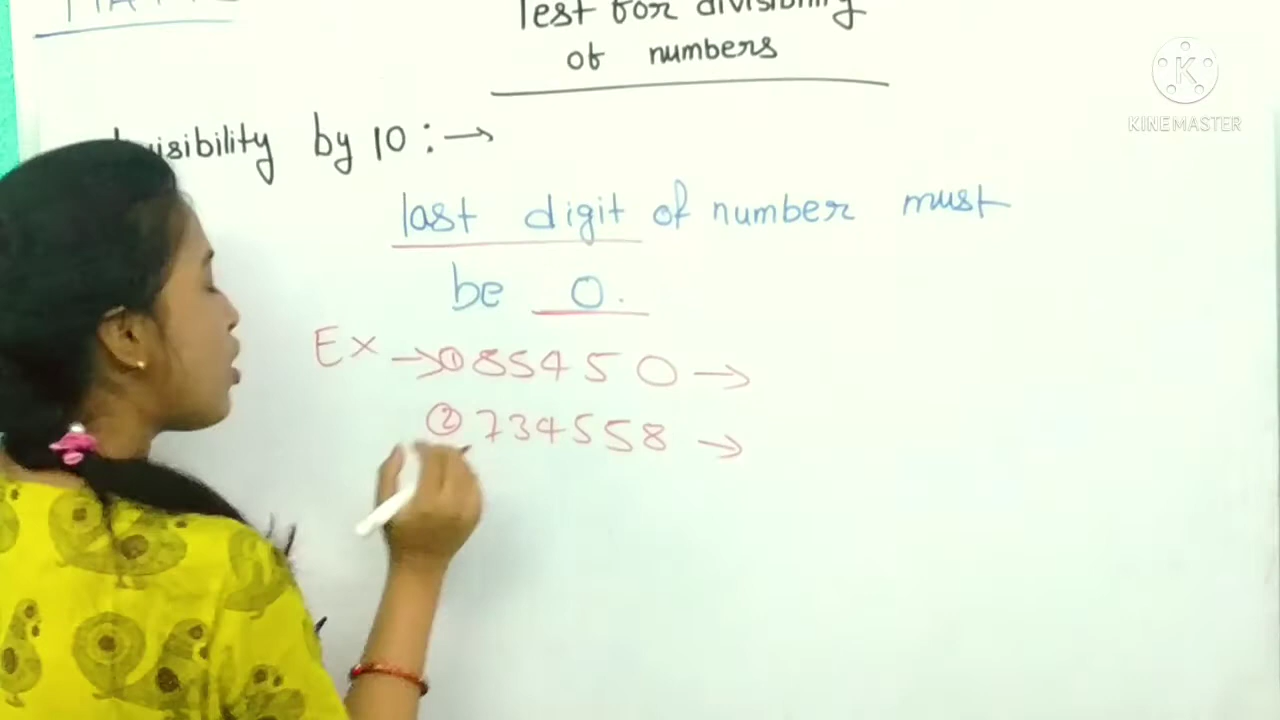 Test for divisibility
of numbers
KINEMASTER
by 10 : →
last digit of number must
be 0.
Ex → ① 85450 →
② 734558 →